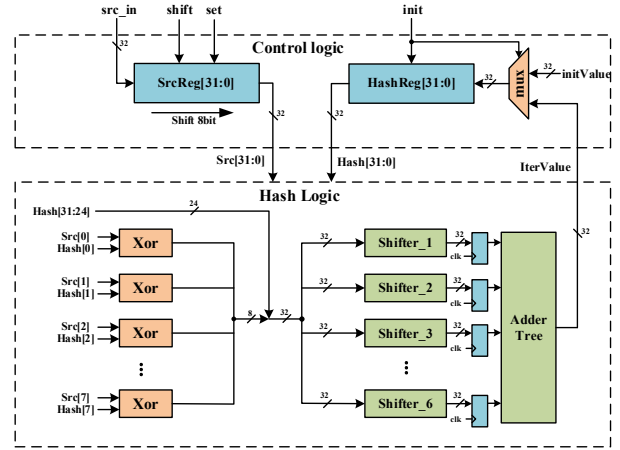 src_in shift set init
32
Control logic
SrcReg[31:0]
HashReg[31:0]
32
mux
32
initValue
Shift 8bit
32
32
Src[31:0]
Hash[31:0]
IterValue
Hash Logic
Hash[31:24]
24
32
Src[0]
Hash[0]
Xor
32
Shifter_1
32
clk
Src[1]
Hash[1]
Xor
32
Shifter_2
32
clk
Src[2]
Hash[2]
Xor
8
32
32
Shifter_3
32
clk
Adder
Tree
Src[7]
Hash[7]
Xor
32
Shifter_6
32
clk